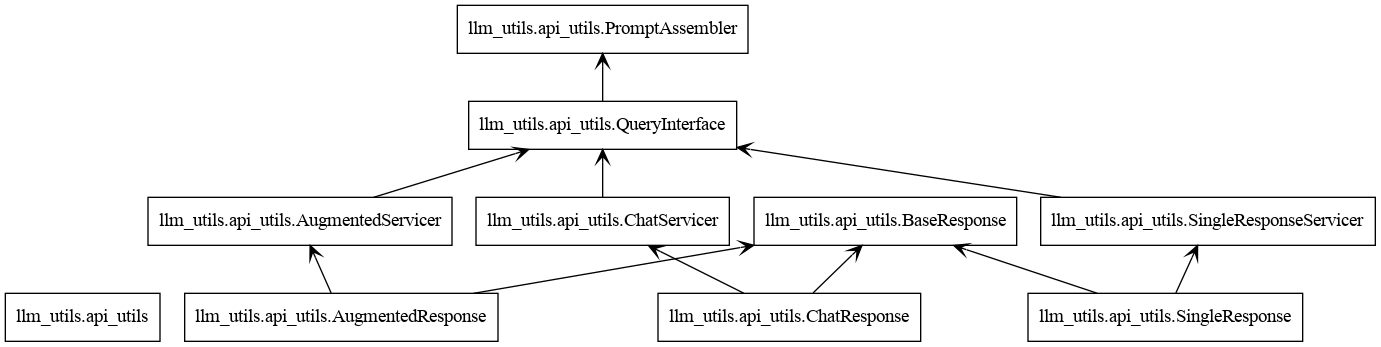 llm_utils.api_utils.PromptAssembler
llm_utils.api_utils.QueryInterface
llm_utils.api_utils.AugmentedServicer
llm_utils.api_utils.ChatServicer
llm_utils.api_utils.BaseResponse
llm_utils.api_utils.SingleResponseServicer
llm_utils.api_utils
llm_utils.api_utils.AugmentedResponse
llm_utils.api_utils.ChatResponse
llm_utils.api_utils.SingleResponse